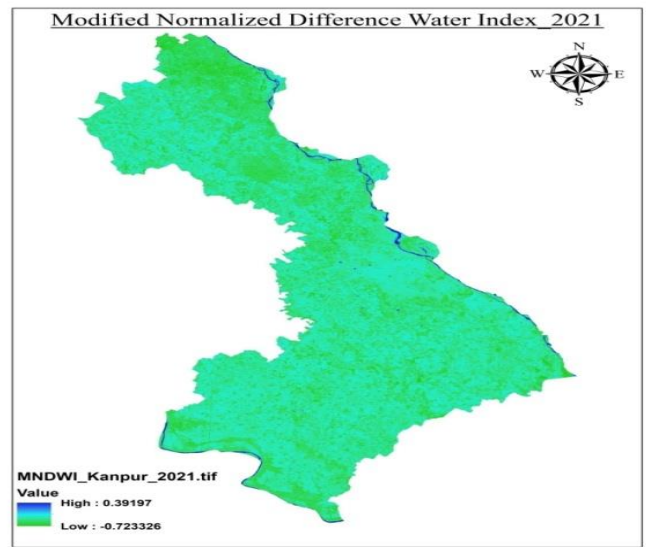 Modified Normalized Difference Water Index_2021
N
W E
S
MNDWI_Kanpur_2021.tif
Value
High : 0.39197
Low : -0.723326